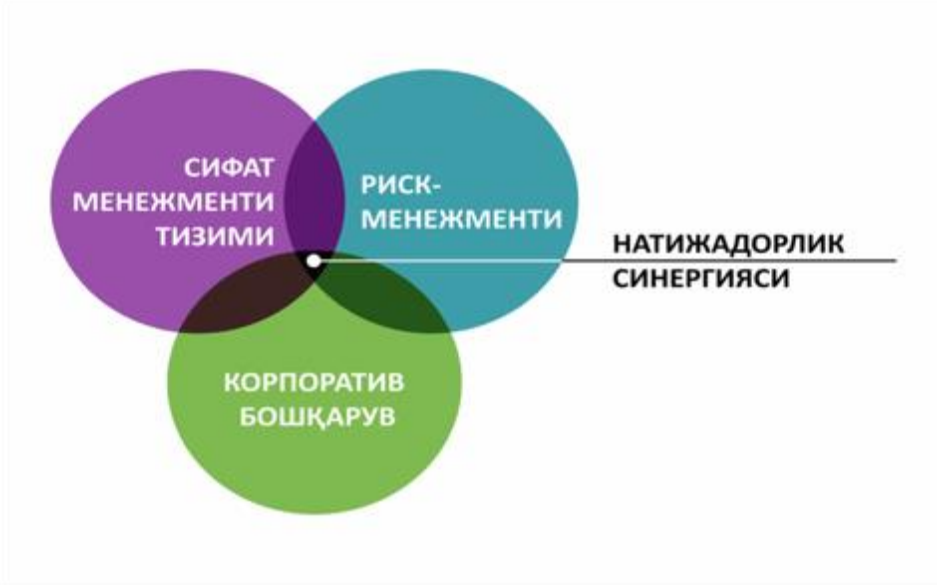 СИФАТ
МЕНЕЖМЕНТИ
ТИЗИМИ
РИСК-
МЕНЕЖМЕНТИ
НАТИЖАДОРЛИК
СИНЕРГИЯСИ
КОРПОРАТИВ
БОШҚАРУВ